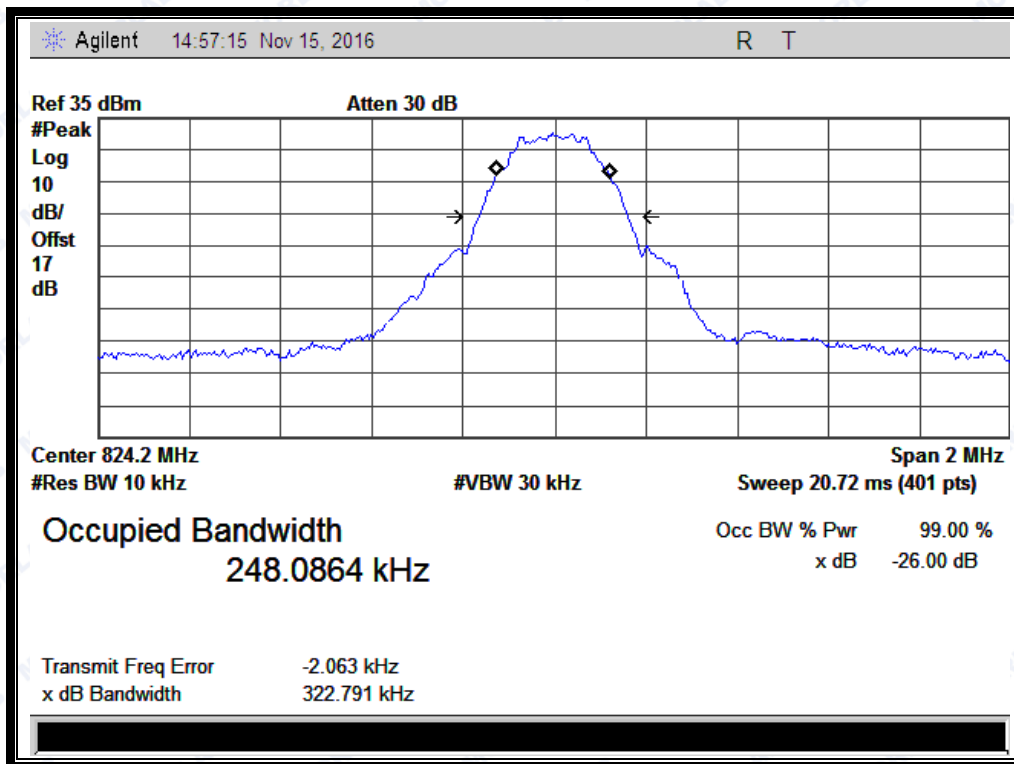 Agilent 14:57:15 Nov 15, 2016 R T
Ref 35 dBm Atten 30 dB
#Peak
Log
10
dB/
Offst
17
dB
Center 824.2 MHz Span 2 MHz
#Res BW 10 kHz #VBW 30 kHz Sweep 20.72 ms (401 pts)
Occupied Bandwidth Occ BW % Pwr 99.00 %
248.0864 kHz x dB -26.00 dB
Transmit Freq Error -2.063 kHz
x dB Bandwidth 322.791 kHz